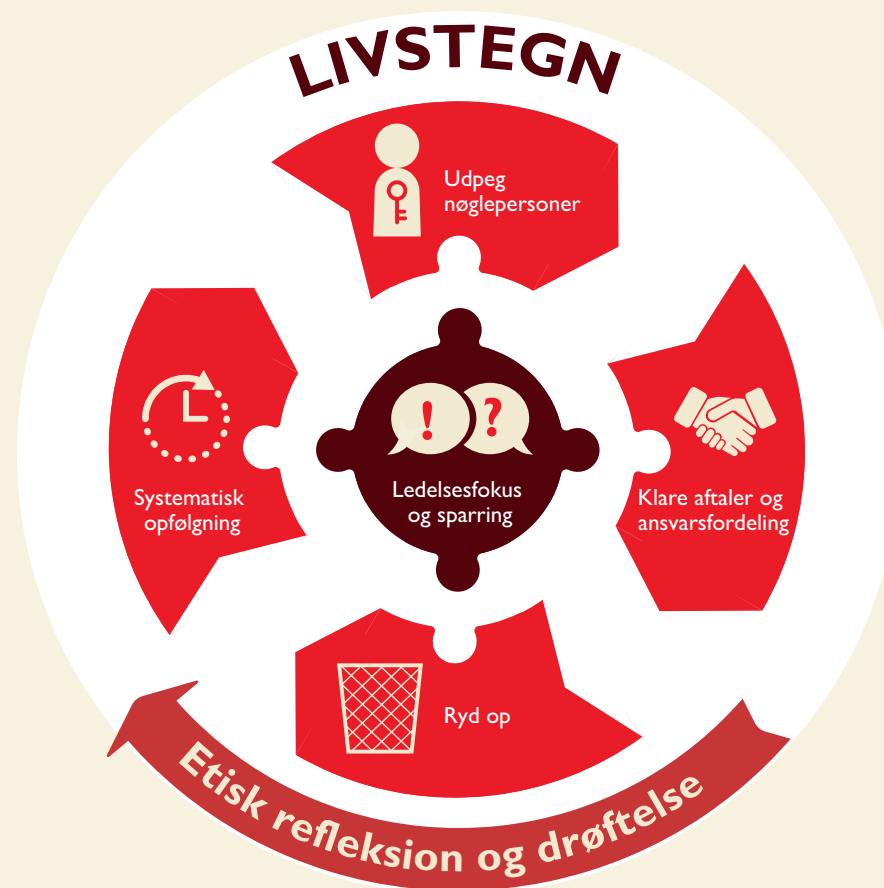 LIVSTEGN
Udpeg
nøglepersoner
Ledelsesfokus
og sparring
Systematisk
opfølgning
Klare aftaler og
ansvarsfordeling
Ryd op
Etisk refleksion og drøftelse